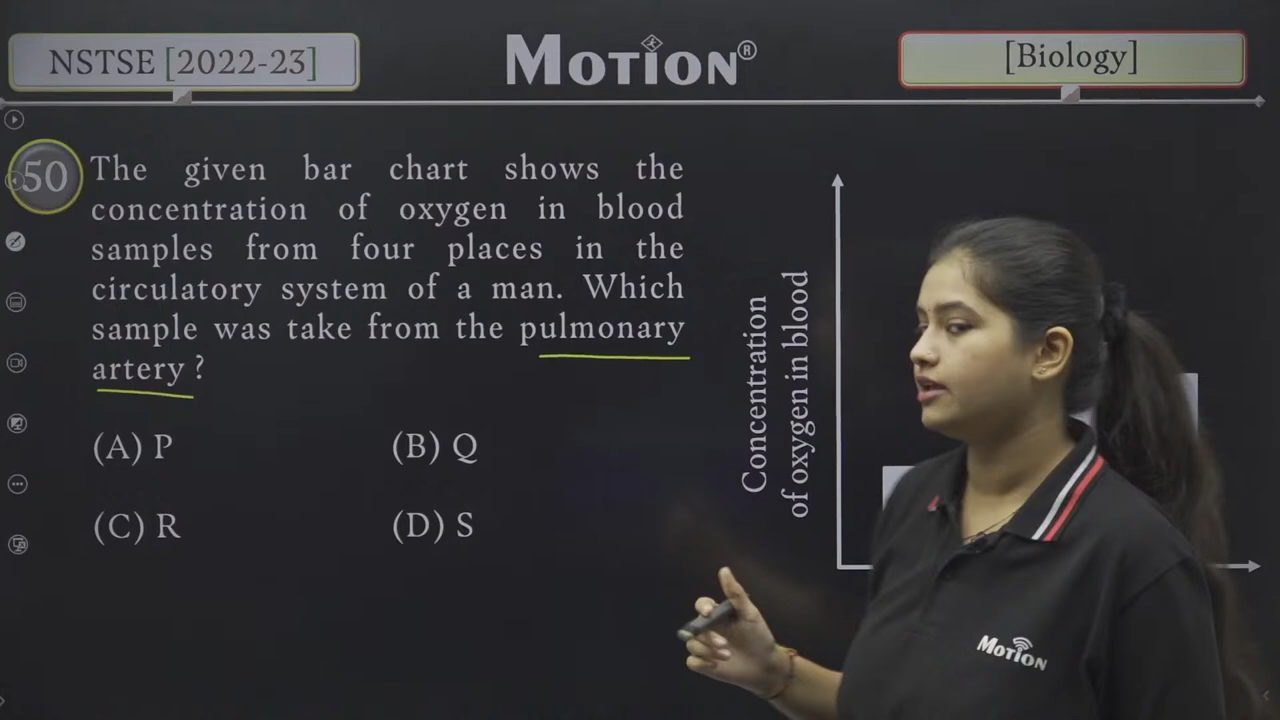 NSTSE [2022-23]
MOTION®
[Biology]
50
The given bar chart shows the
concentration of oxygen in blood
samples from four places in the
circulatory system of a man. Which
sample was take from the pulmonary
artery ?
(A) P
(B) Q
(C) R
(D) S
Concentration
of oxygen in blood
MOTION